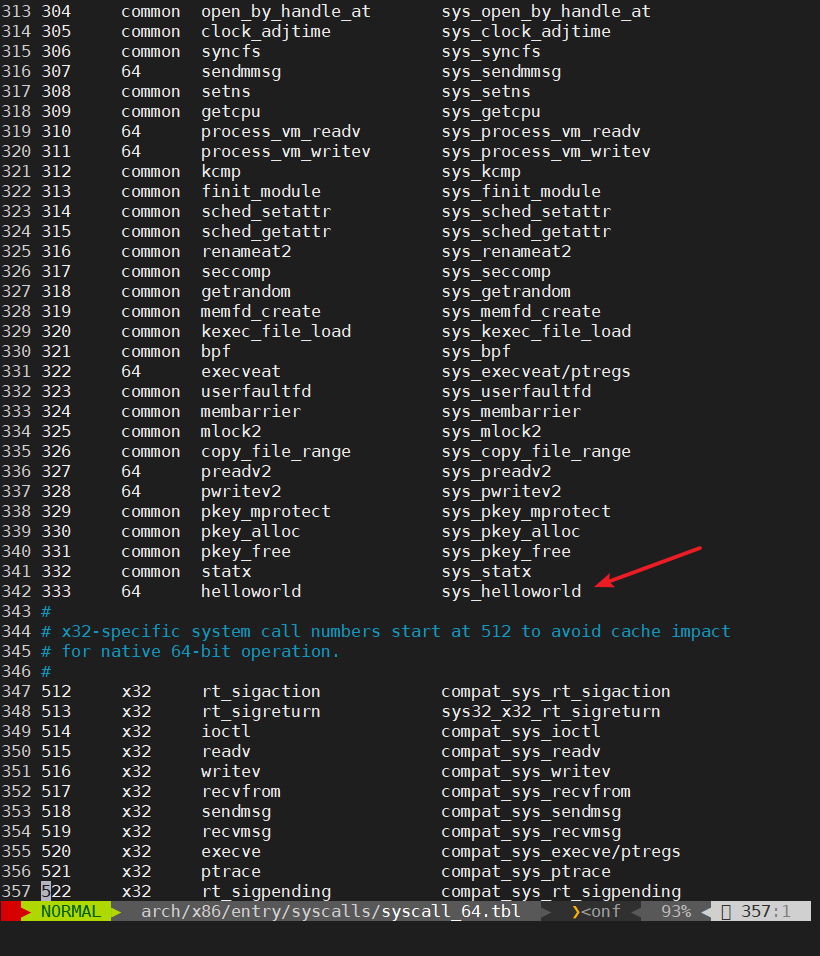 313 304     common  open_by_handle_at       sys_open_by_handle_at
314 305     common  clock_adjtime           sys_clock_adjtime
315 306     common  syncfs                  sys_syncfs
316 307     64      sendmmsg                sys_sendmmsg
317 308     common  setns                   sys_setns
318 309     common  getcpu                  sys_getcpu
319 310     64      process_vm_readv        sys_process_vm_readv
320 311     64      process_vm_writev       sys_process_vm_writev
321 312     common  kcmp                    sys_kcmp
322 313     common  finit_module            sys_finit_module
323 314     common  sched_setattr           sys_sched_setattr
324 315     common  sched_getattr           sys_sched_getattr
325 316     common  renameat2               sys_renameat2
326 317     common  seccomp                 sys_seccomp
327 318     common  getrandom               sys_getrandom
328 319     common  memfd_create            sys_memfd_create
329 320     common  kexec_file_load         sys_kexec_file_load
330 321     common  bpf                     sys_bpf
331 322     64      execveat                sys_execveat/ptregs
332 323     common  userfaultfd             sys_userfaultfd
333 324     common  membarrier              sys_membarrier
334 325     common  mlock2                  sys_mlock2
335 326     common  copy_file_range         sys_copy_file_range
336 327     64      preadv2                 sys_preadv2
337 328     64      pwritev2                sys_pwritev2
338 329     common  pkey_mprotect           sys_pkey_mprotect
339 330     common  pkey_alloc              sys_pkey_alloc
340 331     common  pkey_free               sys_pkey_free
341 332     common  statx                   sys_statx
342 333     64      helloworld              sys_helloworld
343 #
344 # x32-specific system call numbers start at 512 to avoid cache impact
345 # for native 64-bit operation.
346 #
347 512     x32     rt_sigaction            compat_sys_rt_sigaction
348 513     x32     rt_sigreturn            sys32_x32_rt_sigreturn
349 514     x32     ioctl                   compat_sys_ioctl
350 515     x32     readv                   compat_sys_readv
351 516     x32     writev                  compat_sys_writev
352 517     x32     recvfrom                compat_sys_recvfrom
353 518     x32     sendmsg                 compat_sys_sendmsg
354 519     x32     recvmsg                 compat_sys_recvmsg
355 520     x32     execve                  compat_sys_execve/ptregs
356 521     x32     ptrace                  compat_sys_ptrace
357 522     x32     rt_sigpending           compat_sys_rt_sigpending
NORMAL arch/x86/entry/syscalls/syscall_64.tbl ❯<onf 93% 357:1